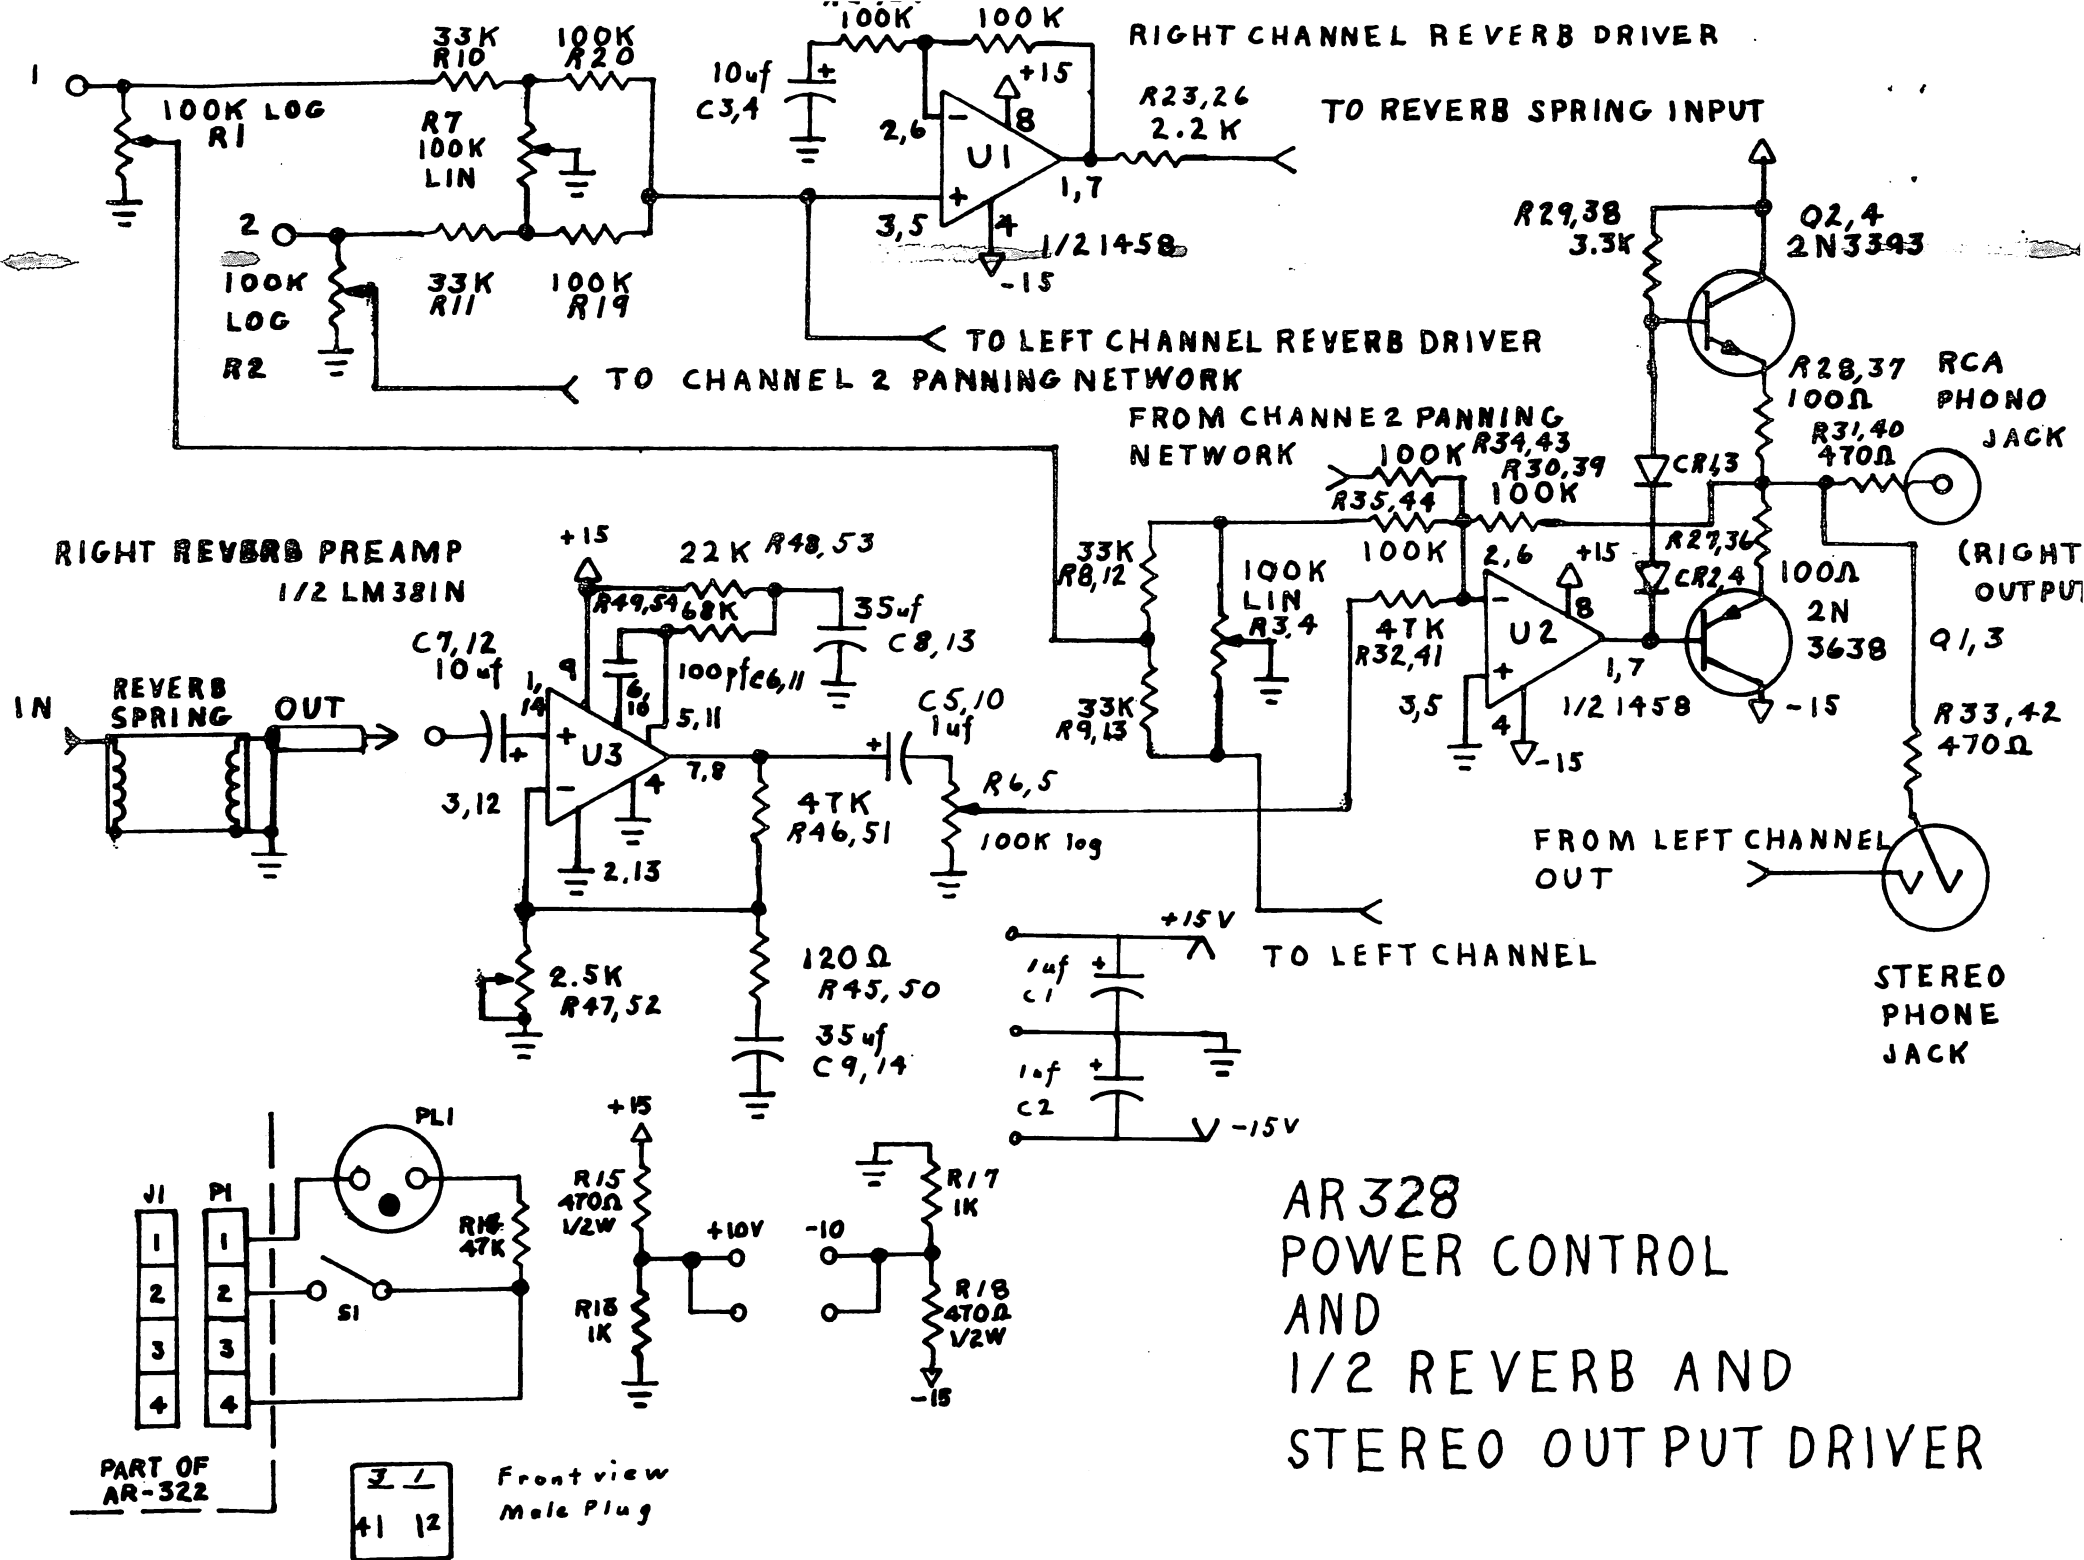 100K
100K
RIGHT CHANNEL REVERB DRIVER
33K
R10
100K
R20
1
100K LOG
R1
R7
100K
LIN
10uf
C3,4
+
+15
8
2,6
-
U1
+
3,5
4
1,7
1/2 1458
-15
R23,26
2.2K
TO REVERB SPRING INPUT
2
100K
LOG
R2
33K
R11
100K
R19
TO LEFT CHANNEL REVERB DRIVER
TO CHANNEL 2 PANNING NETWORK
R29,38
3.3K
Q2,4
2N3393
R28,37
100Ω
RCA
PHONO
JACK
R31,40
470Ω
FROM CHANNE2 PANNING
NETWORK
100K
R34,43
R30,39
100K
CR1,3
R35,44
100K
2,6
+15
8
R27,36
100Ω
CR2,4
2N
3638
Q1,3
(RIGHT
OUTPUT
33K
R8,12
100K
LIN
R3,4
33K
R9,13
47K
R32,41
-
U2
+
3,5
4
-15
1,7
1/2 1458
-15
R33,42
470Ω
RIGHT REVERB PREAMP
1/2 LM381N
+15
22K
R48,53
R49,54
68K
35uf
C8,13
C7,12
10uf
9
1,
14
6,
10
100pf C6,11
5,11
IN
REVERB
SPRING
OUT
+
+
U3
-
4
7,8
3,12
2,13
C5,10
1uf
+
R6,5
100K log
47K
R46,51
2.5K
R47,52
120Ω
R45,50
35uf
C9,14
FROM LEFT CHANNEL
OUT
TO LEFT CHANNEL
STEREO
PHONE
JACK
+15V
1uf
C1
+
1uf
C2
+
-15V
PL1
J1
P1
1
2
3
4
1
2
3
4
47K
S1
+15
R15
470Ω
1/2W
1K
+10V
-10
R17
1K
R18
470Ω
1/2W
-15
PART OF
AR-322
3 1
4 2
Front view
Male Plug
AR328
POWER CONTROL
AND
1/2 REVERB AND
STEREO OUTPUT DRIVER